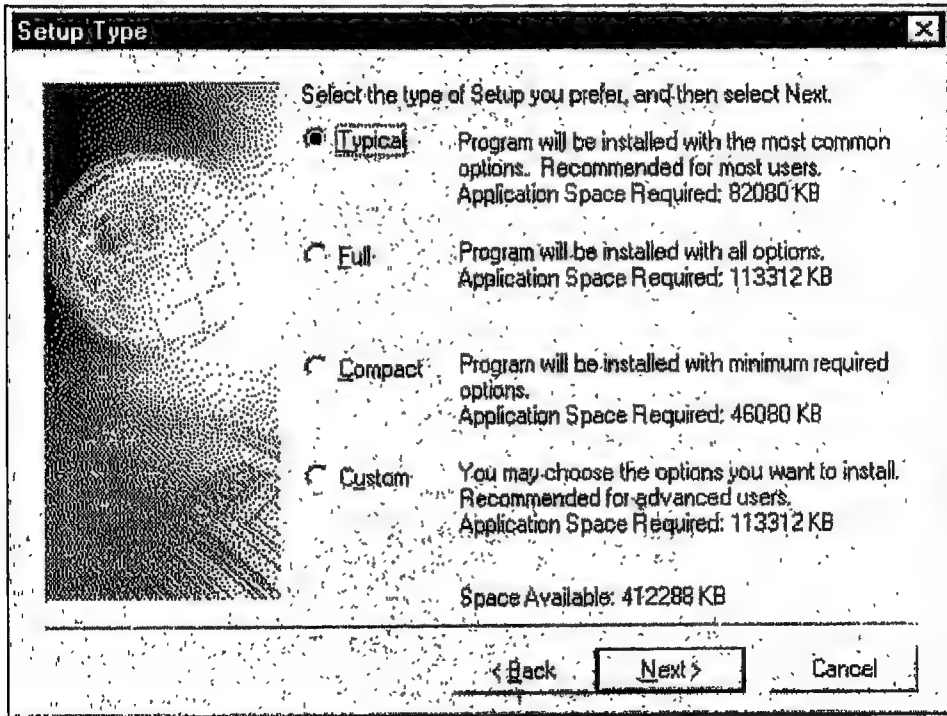 Setup Type
Select the type of Setup you prefer, and then select Next.
Typical
Program will be installed with the most common
options. Recommended for most users.
Application Space Required: 82080 KB
Full
Program will be installed with all options.
Application Space Required: 113312 KB
Compact
Program will be installed with minimum required
options.
Application Space Required: 46080 KB
Custom
You may choose the options you want to install.
Recommended for advanced users.
Application Space Required: 113312 KB
Space Available: 412288 KB
< Back
Next >
Cancel